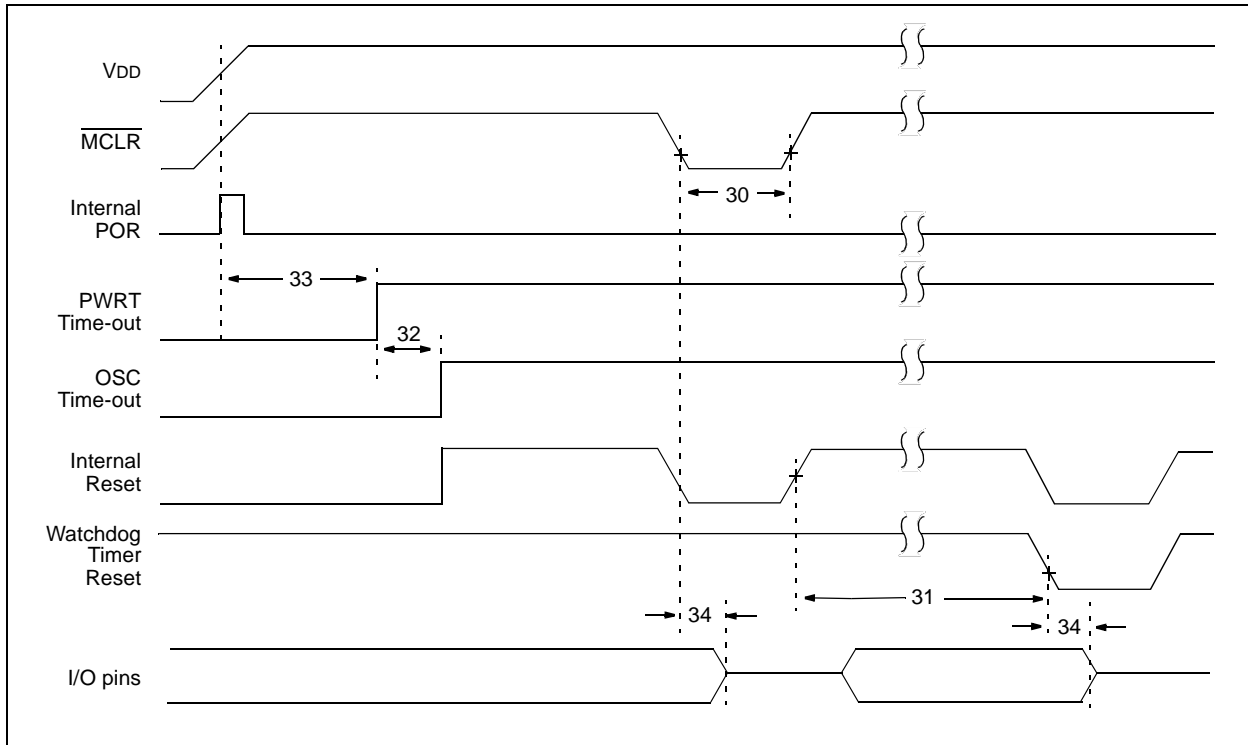 VDD
MCLR
30
Internal
POR
33
PWRT
Time-out
32
OSC
Time-out
Internal
Reset
Watchdog
Timer
Reset
31
34
34
I/O pins